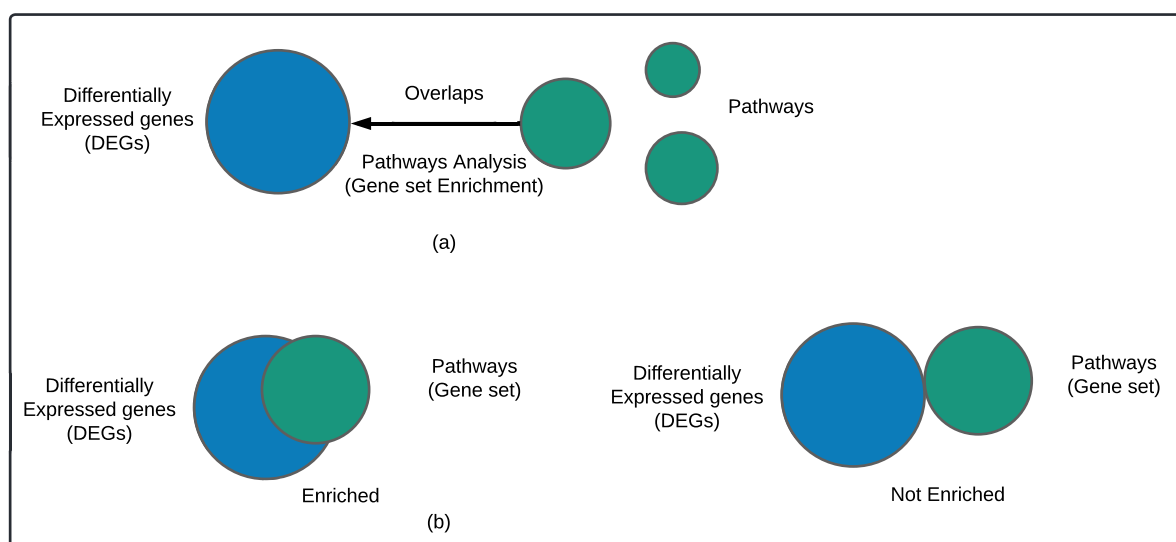 Differentially
Expressed genes
(DEGs)
Overlaps
Pathways Analysis
(Gene set Enrichment)
Pathways
(a)
Differentially
Expressed genes
(DEGs)
Pathways
(Gene set)
Enriched
Differentially
Expressed genes
(DEGs)
Pathways
(Gene set)
Not Enriched
(b)